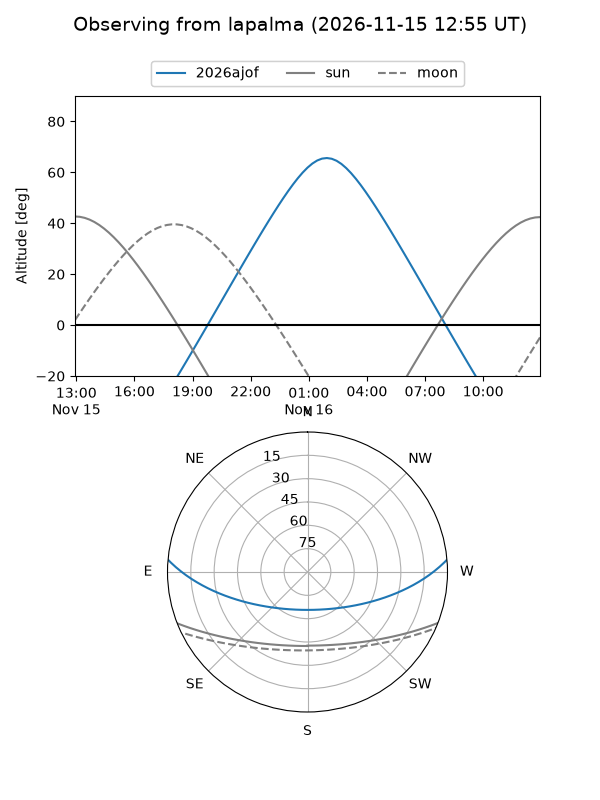 Observing from lapalma (2026-11-15 12:55 UT)
2026ajof sun moon
Altitude [deg]
80
60
40
20
0
−20
13:00 16:00 19:00 22:00 01:00 04:00 07:00 10:00
Nov 15 Nov 16
N
NE NW
15
30
45
60
75
E W
SE SW
S